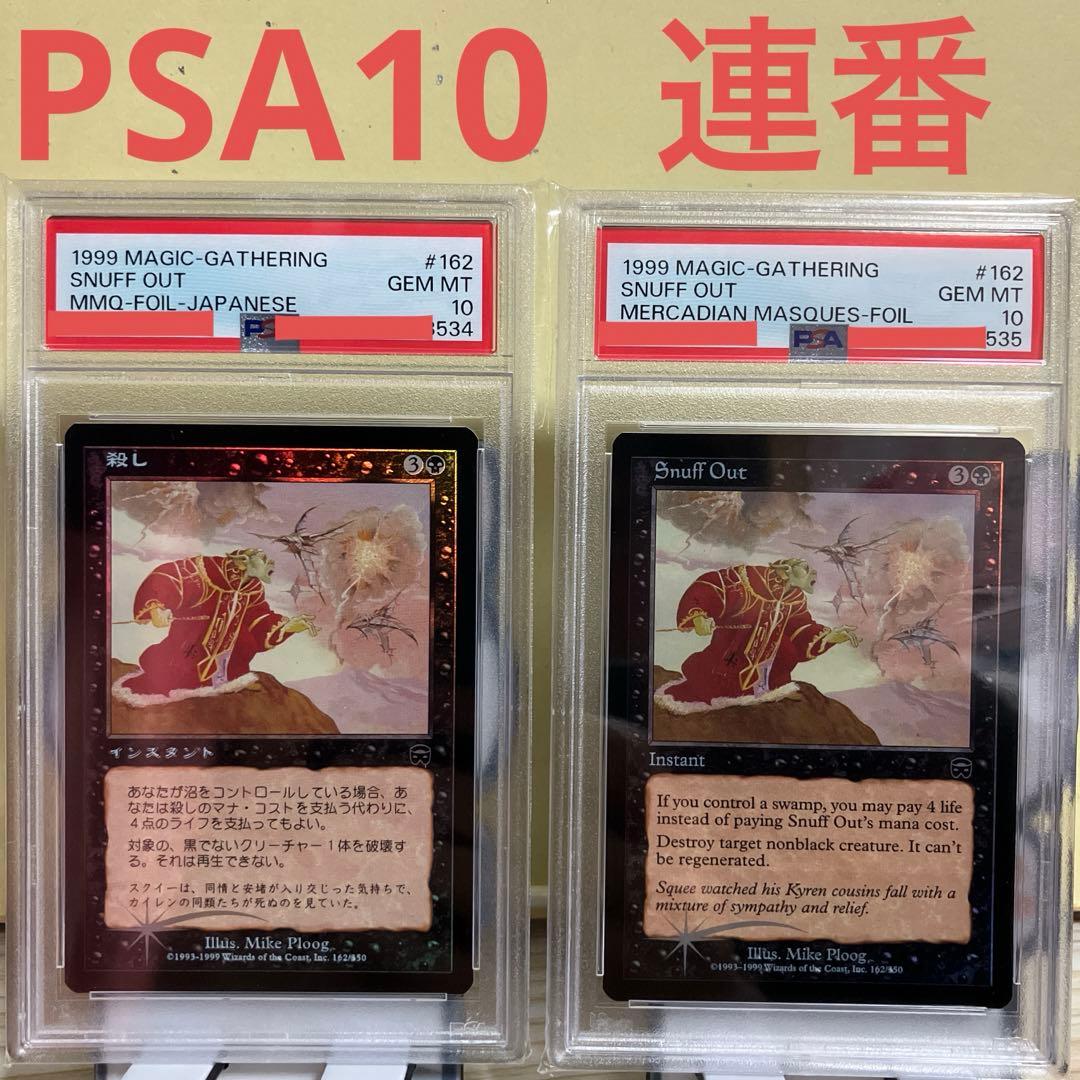 PSA10 連番
1999 MAGIC-GATHERING #162
SNUFF OUT GEM MT
MMQ-FOIL-JAPANESE 10
3534
殺し
3
インスタント
あなたが沼をコントロールしている場合、あ
なたは殺しのマナ・コストを支払う代わりに、
4点のライフを支払ってもよい。
対象の、黒でないクリーチャー1体を破壊す
る。それは再生できない。
スクイーは、同情と安堵が入り交じった気持ちで、
カイレンの同類たちが死ぬのを見ていた。
Illus. Mike Ploog
©1993-1999 Wizards of the Coast, Inc. 162/350
1999 MAGIC-GATHERING #162
SNUFF OUT GEM MT
MERCADIAN MASQUES-FOIL 10
PSA 535
Snuff Out
3
Instant
If you control a swamp, you may pay 4 life
instead of paying Snuff Out's mana cost.
Destroy target nonblack creature. It can't
be regenerated.
Squee watched his Kyren cousins fall with a
mixture of sympathy and relief.
Illus. Mike Ploog
©1993-1999 Wizards of the Coast, Inc. 162/350